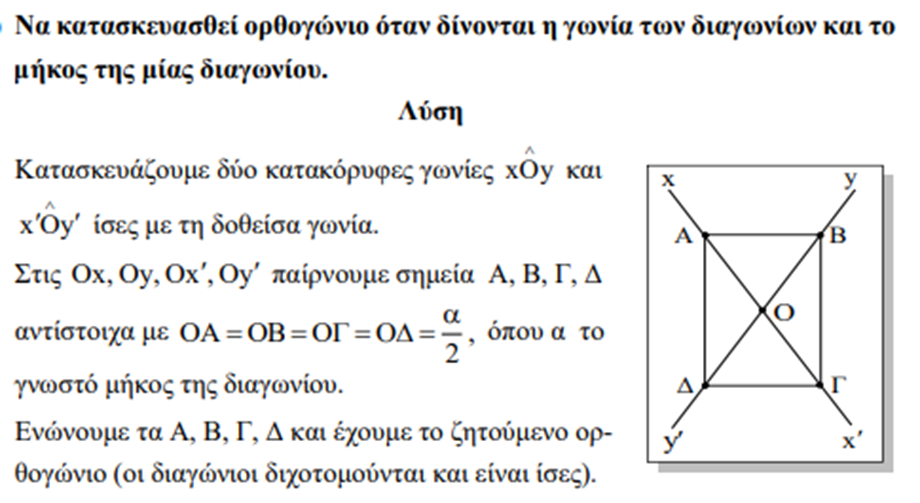 Να κατασκευασθεί ορθογώνιο όταν δίνονται η γωνία των διαγωνίων και το
μήκος της μίας διαγωνίου.
Λύση
Κατασκευάζουμε δύο κατακόρυφες γωνίες xÔy και
x′Ôy′ ίσες με τη δοθείσα γωνία.
Στις Ox, Oy, Ox′, Oy′ παίρνουμε σημεία Α, Β, Γ, Δ
αντίστοιχα με ΟΑ = ΟΒ = ΟΓ = ΟΔ = α/2, όπου α το
γνωστό μήκος της διαγωνίου.
Ενώνουμε τα Α, Β, Γ, Δ και έχουμε το ζητούμενο ορ-
θογώνιο (οι διαγώνιοι διχοτομούνται και είναι ίσες).
x y
Α Β
Ο
Δ Γ
y′ x′